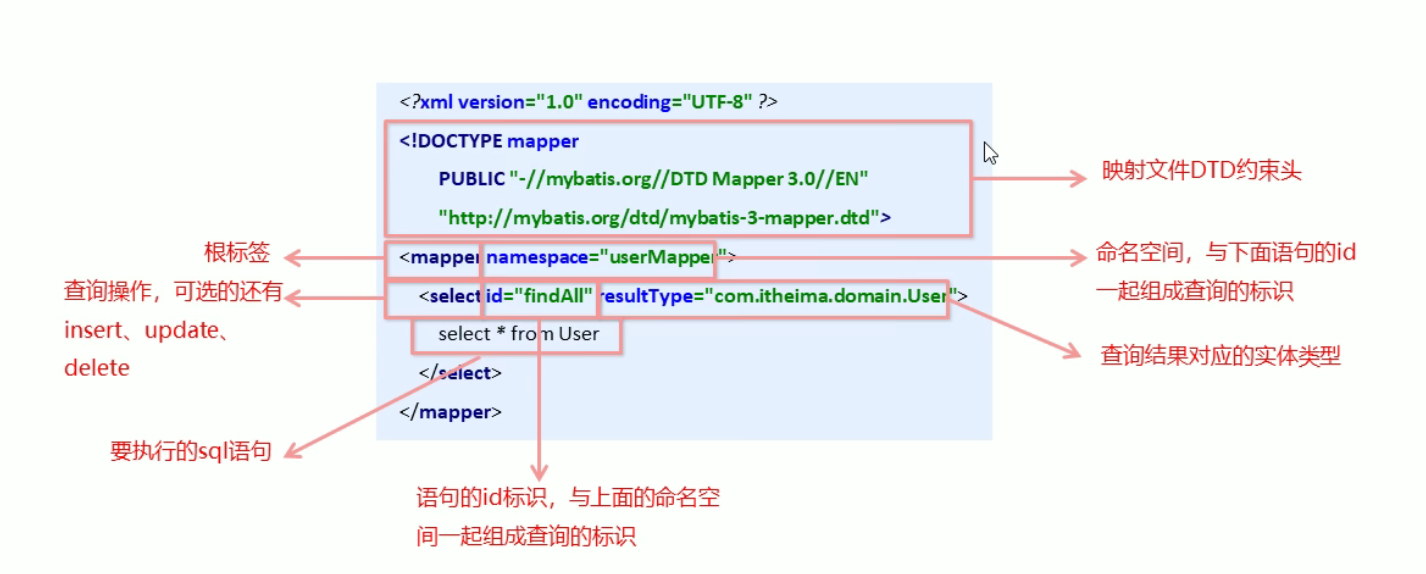 <?xml version="1.0" encoding="UTF-8" ?>
<!DOCTYPE mapper
PUBLIC "-//mybatis.org//DTD Mapper 3.0//EN"
"http://mybatis.org/dtd/mybatis-3-mapper.dtd">
<mapper namespace="userMapper">
<select id="findAll" resultType="com.itheima.domain.User">
select * from User
</select>
</mapper>
映射文件DTD约束头
根标签
命名空间，与下面语句的id
一起组成查询的标识
查询操作，可选的还有
insert、update、
delete
查询结果对应的实体类型
要执行的sql语句
语句的id标识，与上面的命名空
间一起组成查询的标识